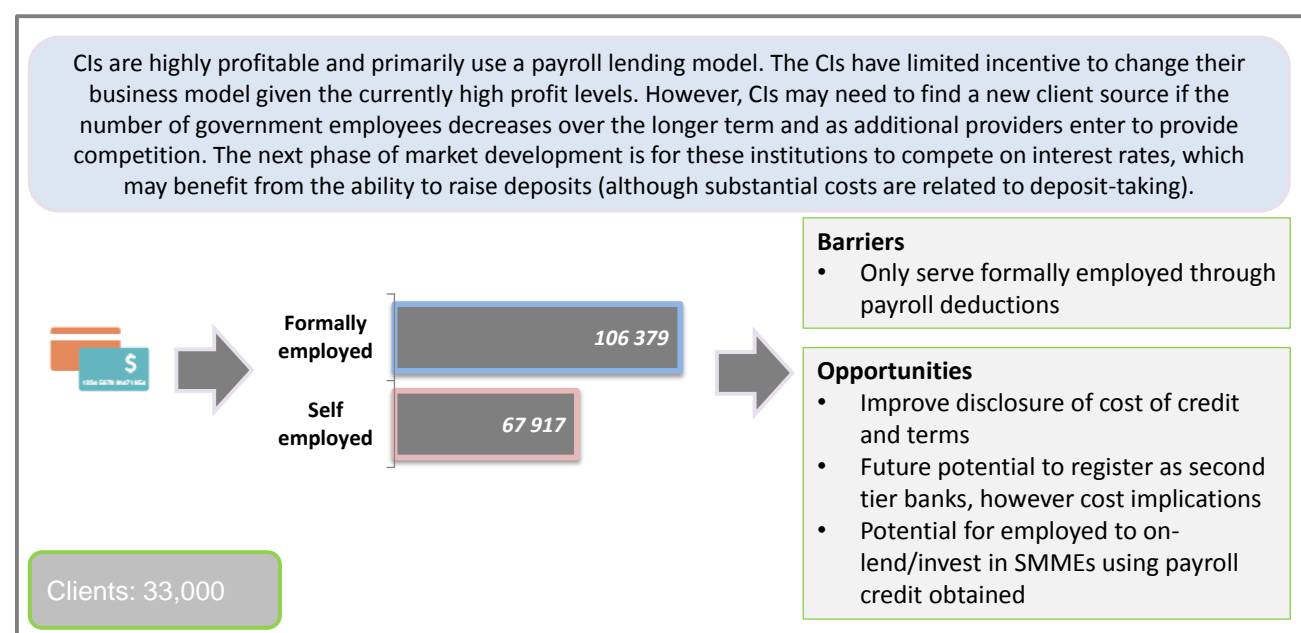 CIs are highly profitable and primarily use a payroll lending model. The CIs have limited incentive to change their
business model given the currently high profit levels. However, CIs may need to find a new client source if the
number of government employees decreases over the longer term and as additional providers enter to provide
competition. The next phase of market development is for these institutions to compete on interest rates, which
may benefit from the ability to raise deposits (although substantial costs are related to deposit-taking).
$
Formally
employed
106 379
Self
employed
67 917
Clients: 33,000
Barriers
• Only serve formally employed through
payroll deductions
Opportunities
• Improve disclosure of cost of credit
and terms
• Future potential to register as second
tier banks, however cost implications
• Potential for employed to on-
lend/invest in SMMEs using payroll
credit obtained